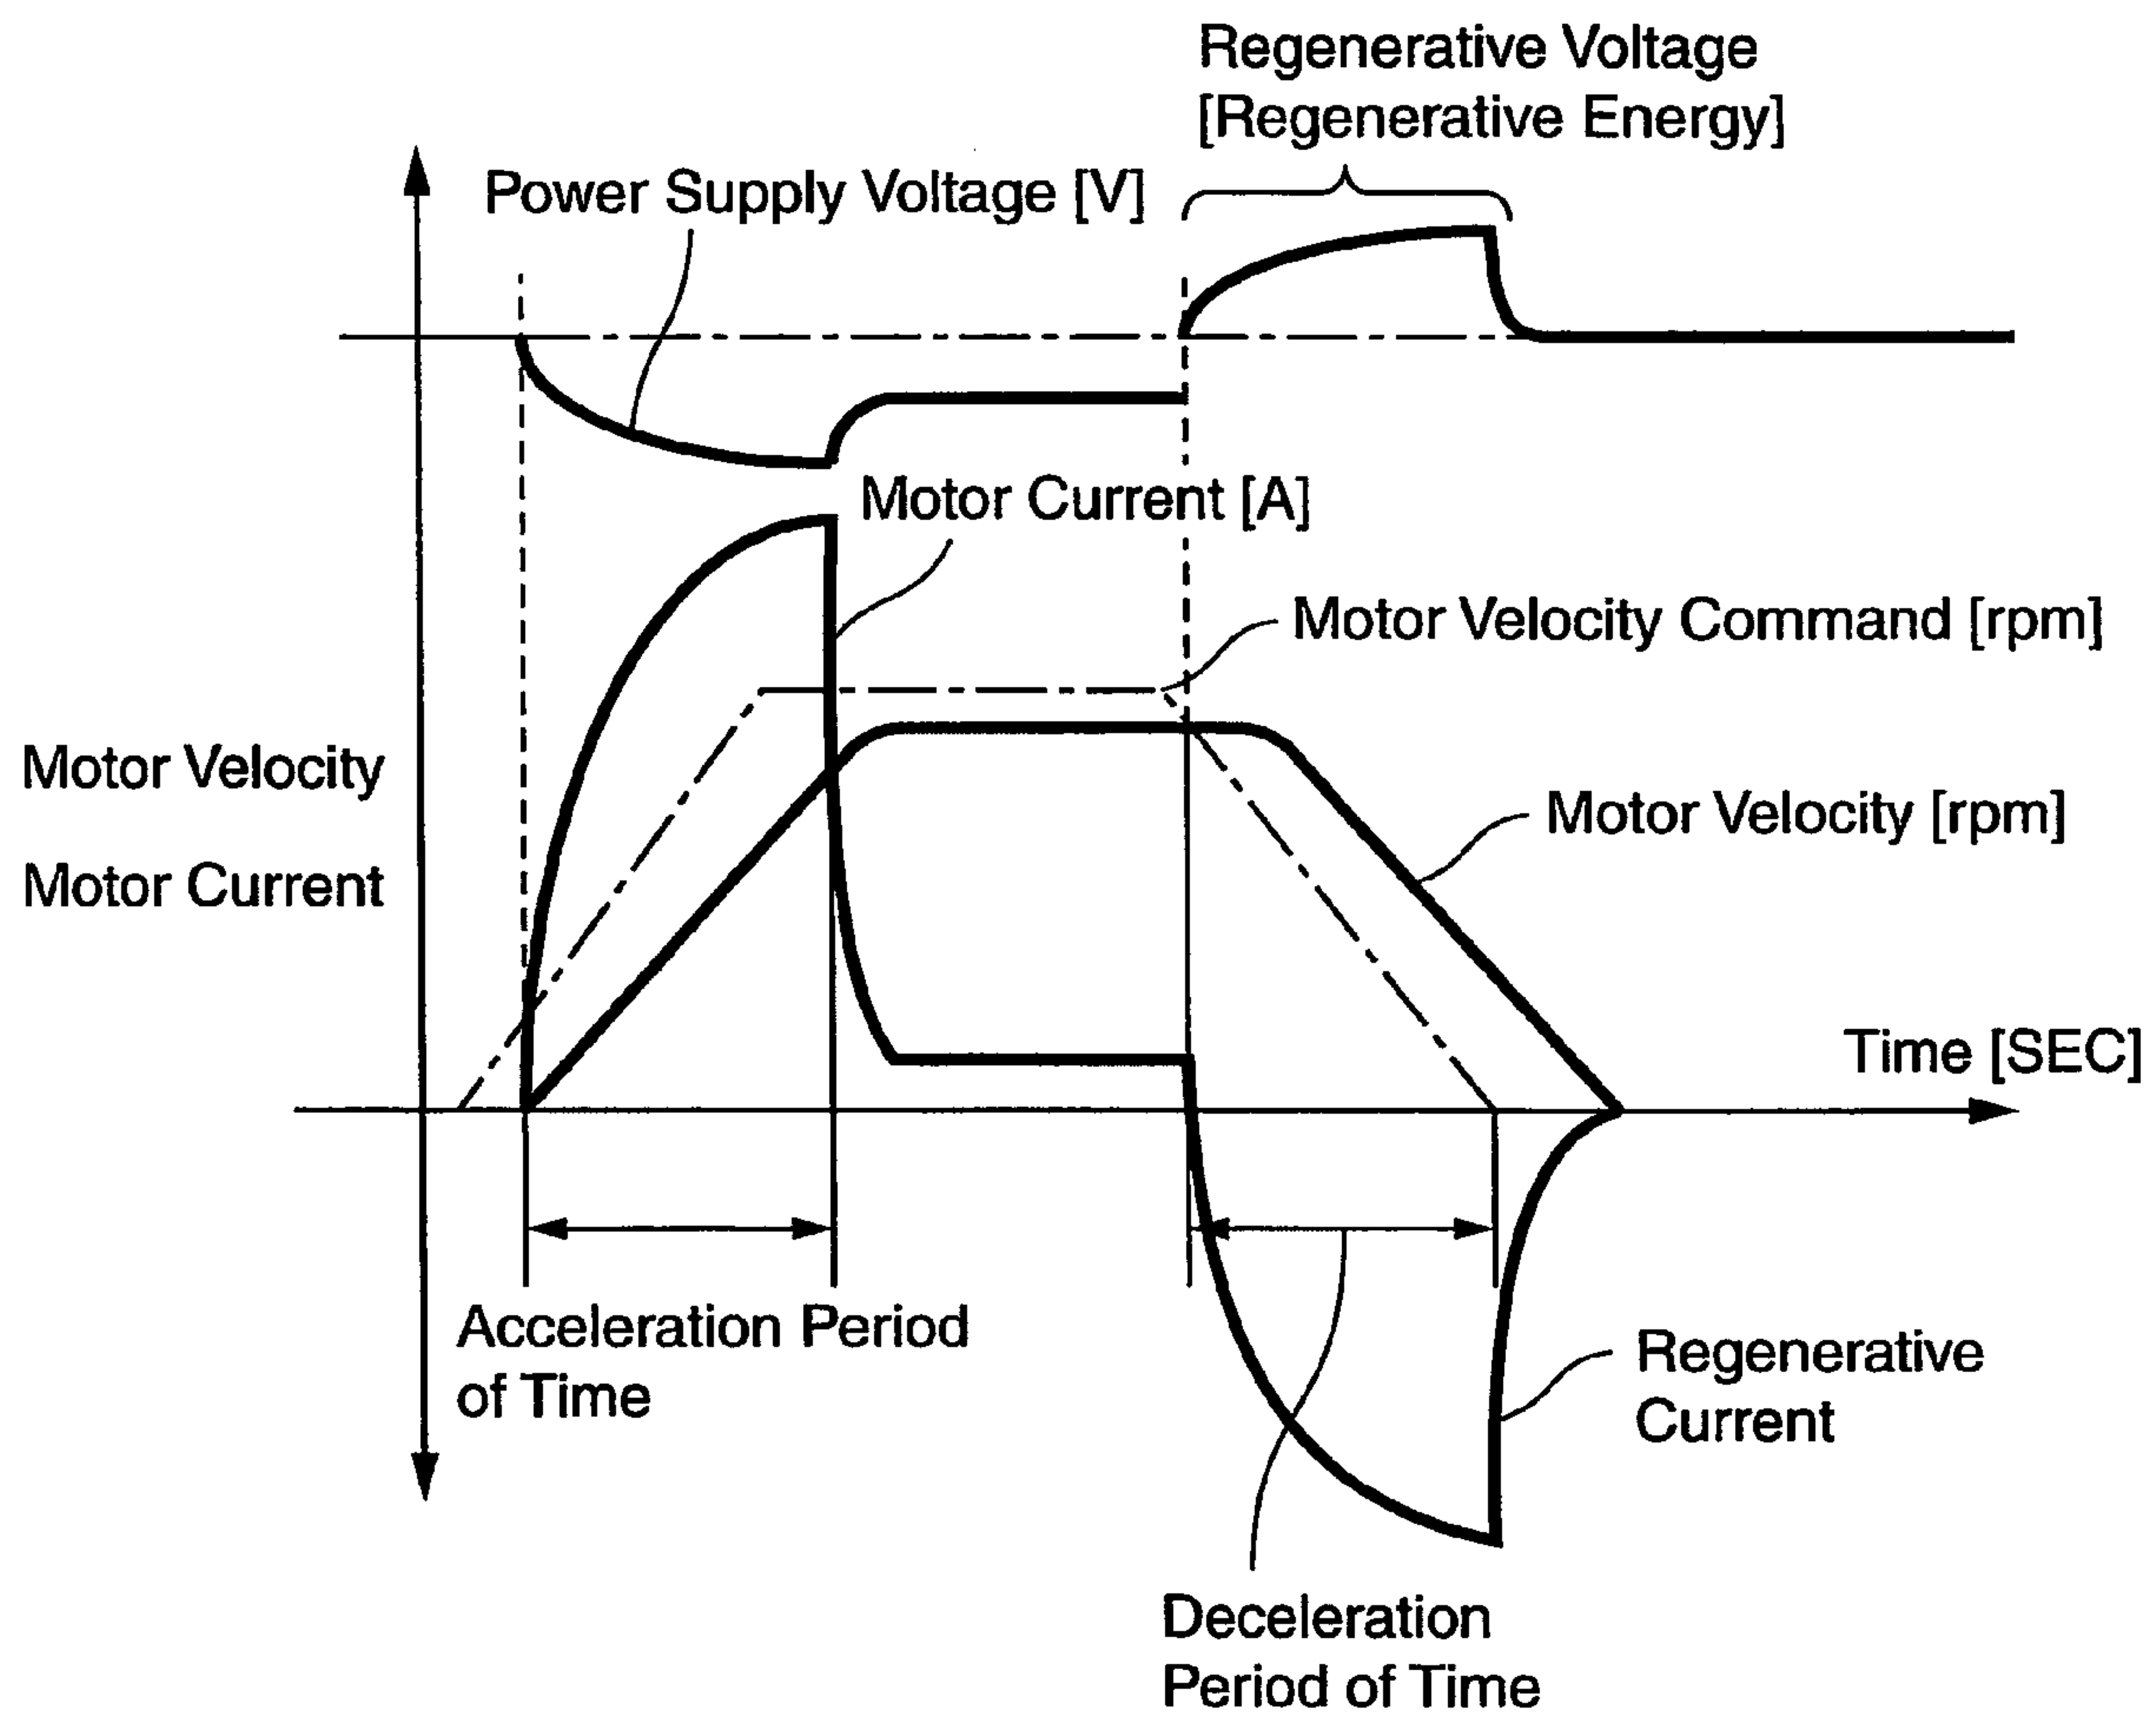 Regenerative Voltage
[Regenerative Energy]
Power Supply Voltage [V]
Motor Current [A]
Motor Velocity Command [rpm]
Motor Velocity
Motor Current
Motor Velocity [rpm]
Time [SEC]
Acceleration Period
of Time
Regenerative
Current
Deceleration
Period of Time